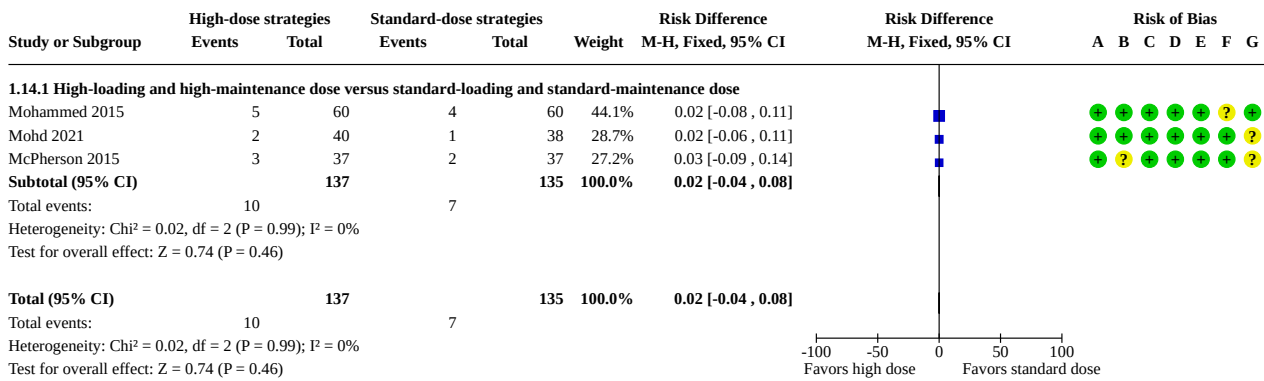 High-dose strategies Standard-dose strategies Risk Difference Risk Difference Risk of Bias
Study or Subgroup Events Total Events Total Weight M-H, Fixed, 95% CI M-H, Fixed, 95% CI A B C D E F G
1.14.1 High-loading and high-maintenance dose versus standard-loading and standard-maintenance dose
Mohammed 2015 5 60 4 60 44.1% 0.02 [-0.08 , 0.11] + + + + + ? +
Mohd 2021 2 40 1 38 28.7% 0.02 [-0.06 , 0.11] + + + + + + ?
McPherson 2015 3 37 2 37 27.2% 0.03 [-0.09 , 0.14] + ? + + + + ?
Subtotal (95% CI) 137 135 100.0% 0.02 [-0.04 , 0.08]
Total events: 10 7
Heterogeneity: Chi² = 0.02, df = 2 (P = 0.99); I² = 0%
Test for overall effect: Z = 0.74 (P = 0.46)
Total (95% CI) 137 135 100.0% 0.02 [-0.04 , 0.08]
Total events: 10 7
Heterogeneity: Chi² = 0.02, df = 2 (P = 0.99); I² = 0%
-100 -50 0 50 100
Test for overall effect: Z = 0.74 (P = 0.46) Favors high dose Favors standard dose